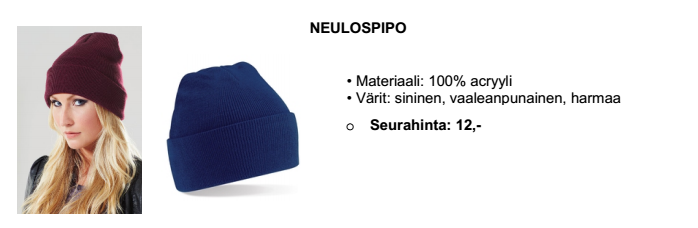 NEULOSPIPO
• Materiaali: 100% acryyli
• Värit: sininen, vaaleanpunainen, harmaa
o Seurahinta: 12,-